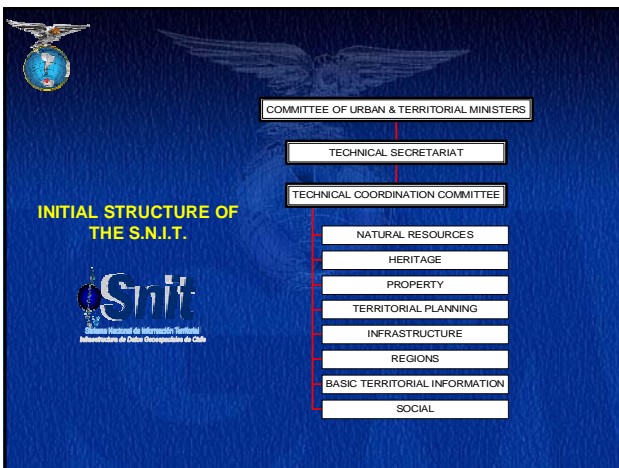 COMMITTEE OF URBAN & TERRITORIAL MINISTERS
TECHNICAL SECRETARIAT
TECHNICAL COORDINATION COMMITTEE
INITIAL STRUCTURE OF
THE S.N.I.T.
NATURAL RESOURCES
HERITAGE
PROPERTY
TERRITORIAL PLANNING
INFRASTRUCTURE
REGIONS
BASIC TERRITORIAL INFORMATION
SOCIAL
Snit
Sistema Nacional de Información Territorial
Infraestructura de Datos Geoespaciales de Chile